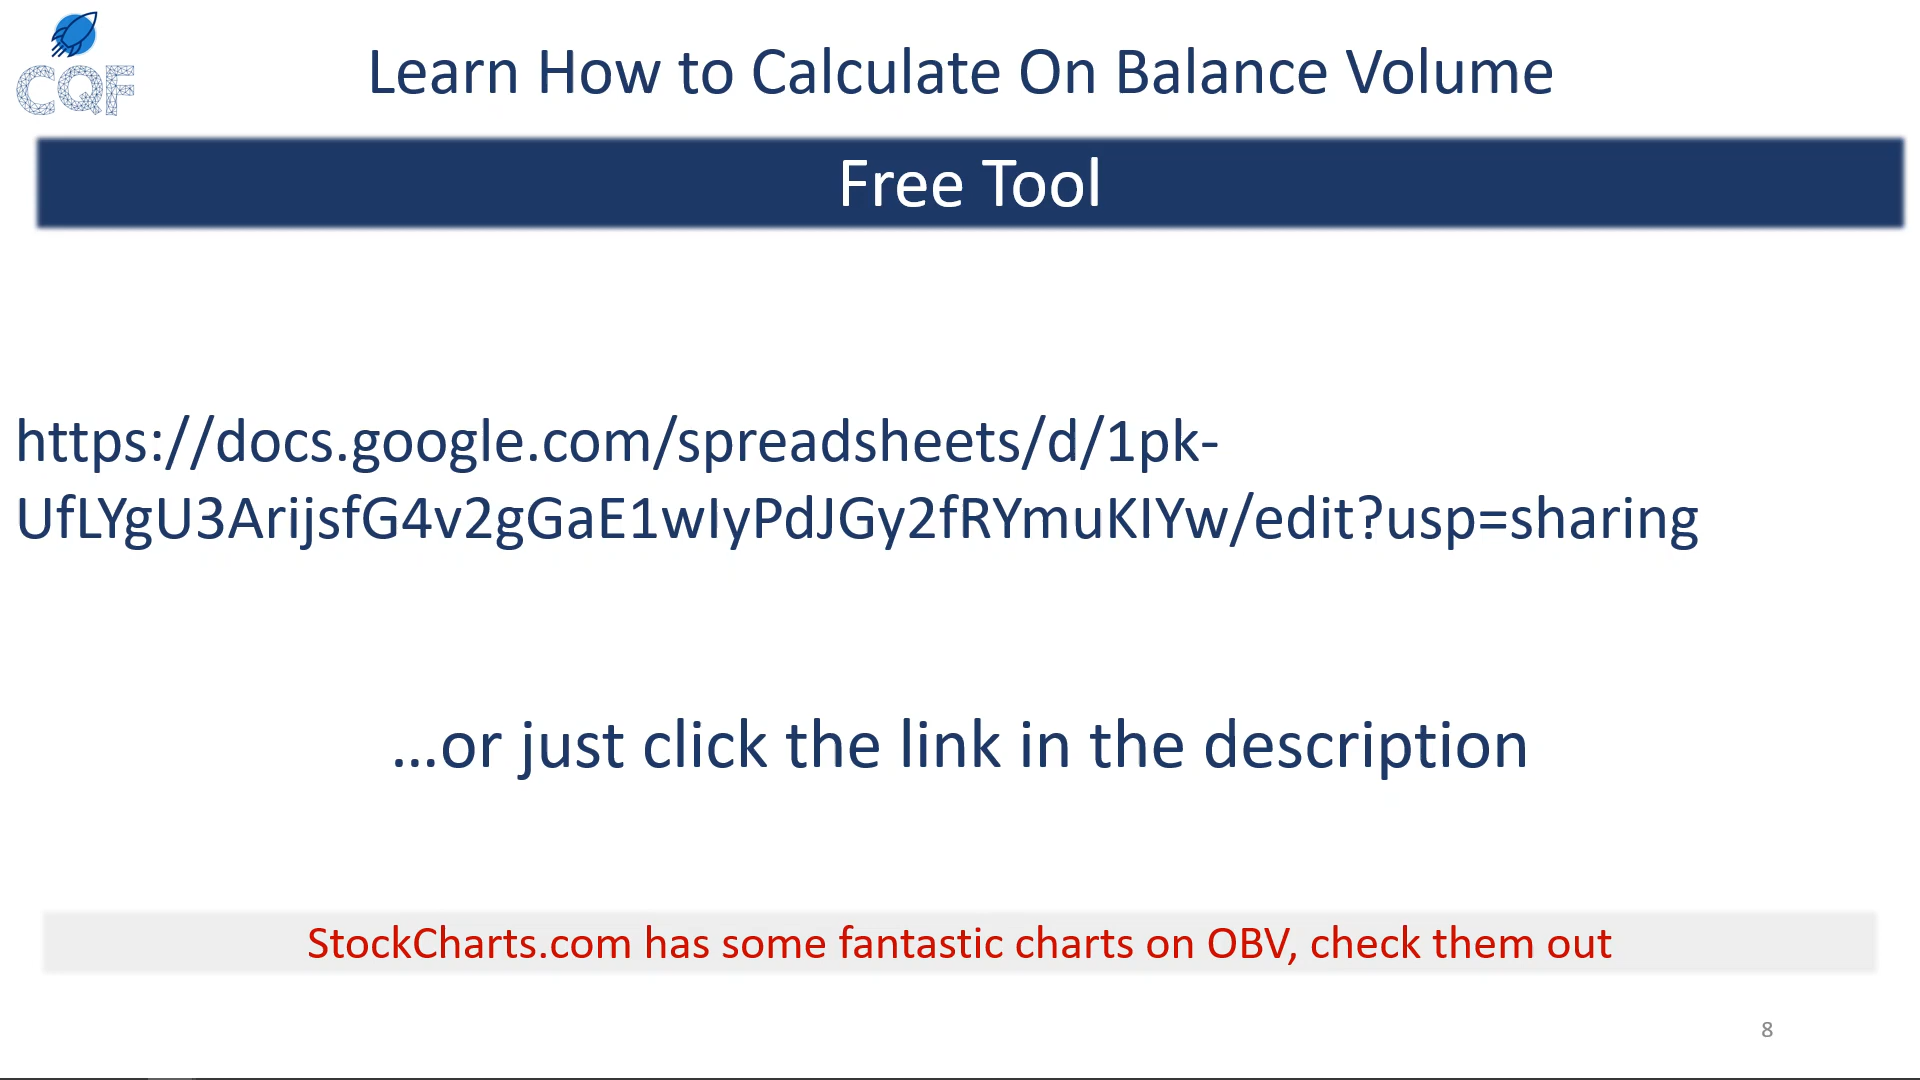 CQF
Learn How to Calculate On Balance Volume
Free Tool
https://docs.google.com/spreadsheets/d/1pk-
UfLYgU3ArijsfG4v2gGaE1wIyPdJGy2fRYmuKIYw/edit?usp=sharing
...or just click the link in the description
StockCharts.com has some fantastic charts on OBV, check them out
8